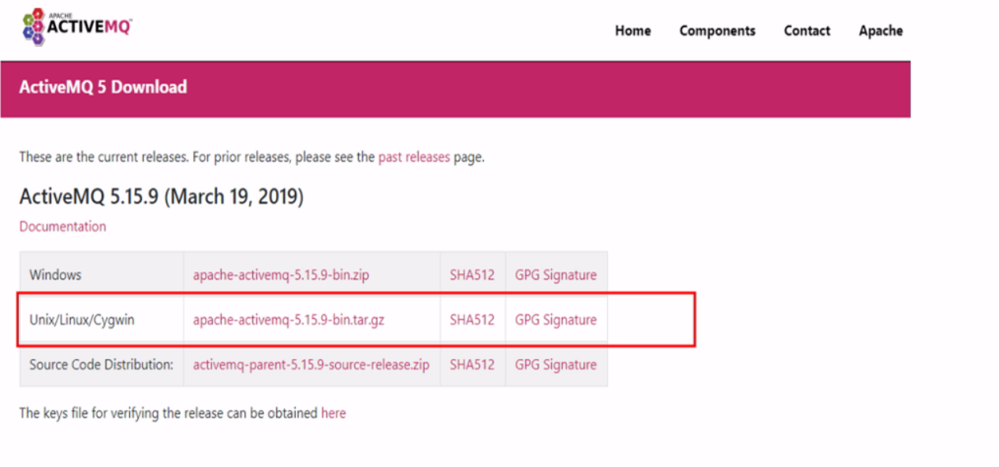 APACHE
ACTIVEMQ™
Home Components Contact Apache
ActiveMQ 5 Download
These are the current releases. For prior releases, please see the past releases page.
ActiveMQ 5.15.9 (March 19, 2019)
Documentation
Windows apache-activemq-5.15.9-bin.zip SHA512 GPG Signature
Unix/Linux/Cygwin apache-activemq-5.15.9-bin.tar.gz SHA512 GPG Signature
Source Code Distribution: activemq-parent-5.15.9-source-release.zip SHA512 GPG Signature
The keys file for verifying the release can be obtained here